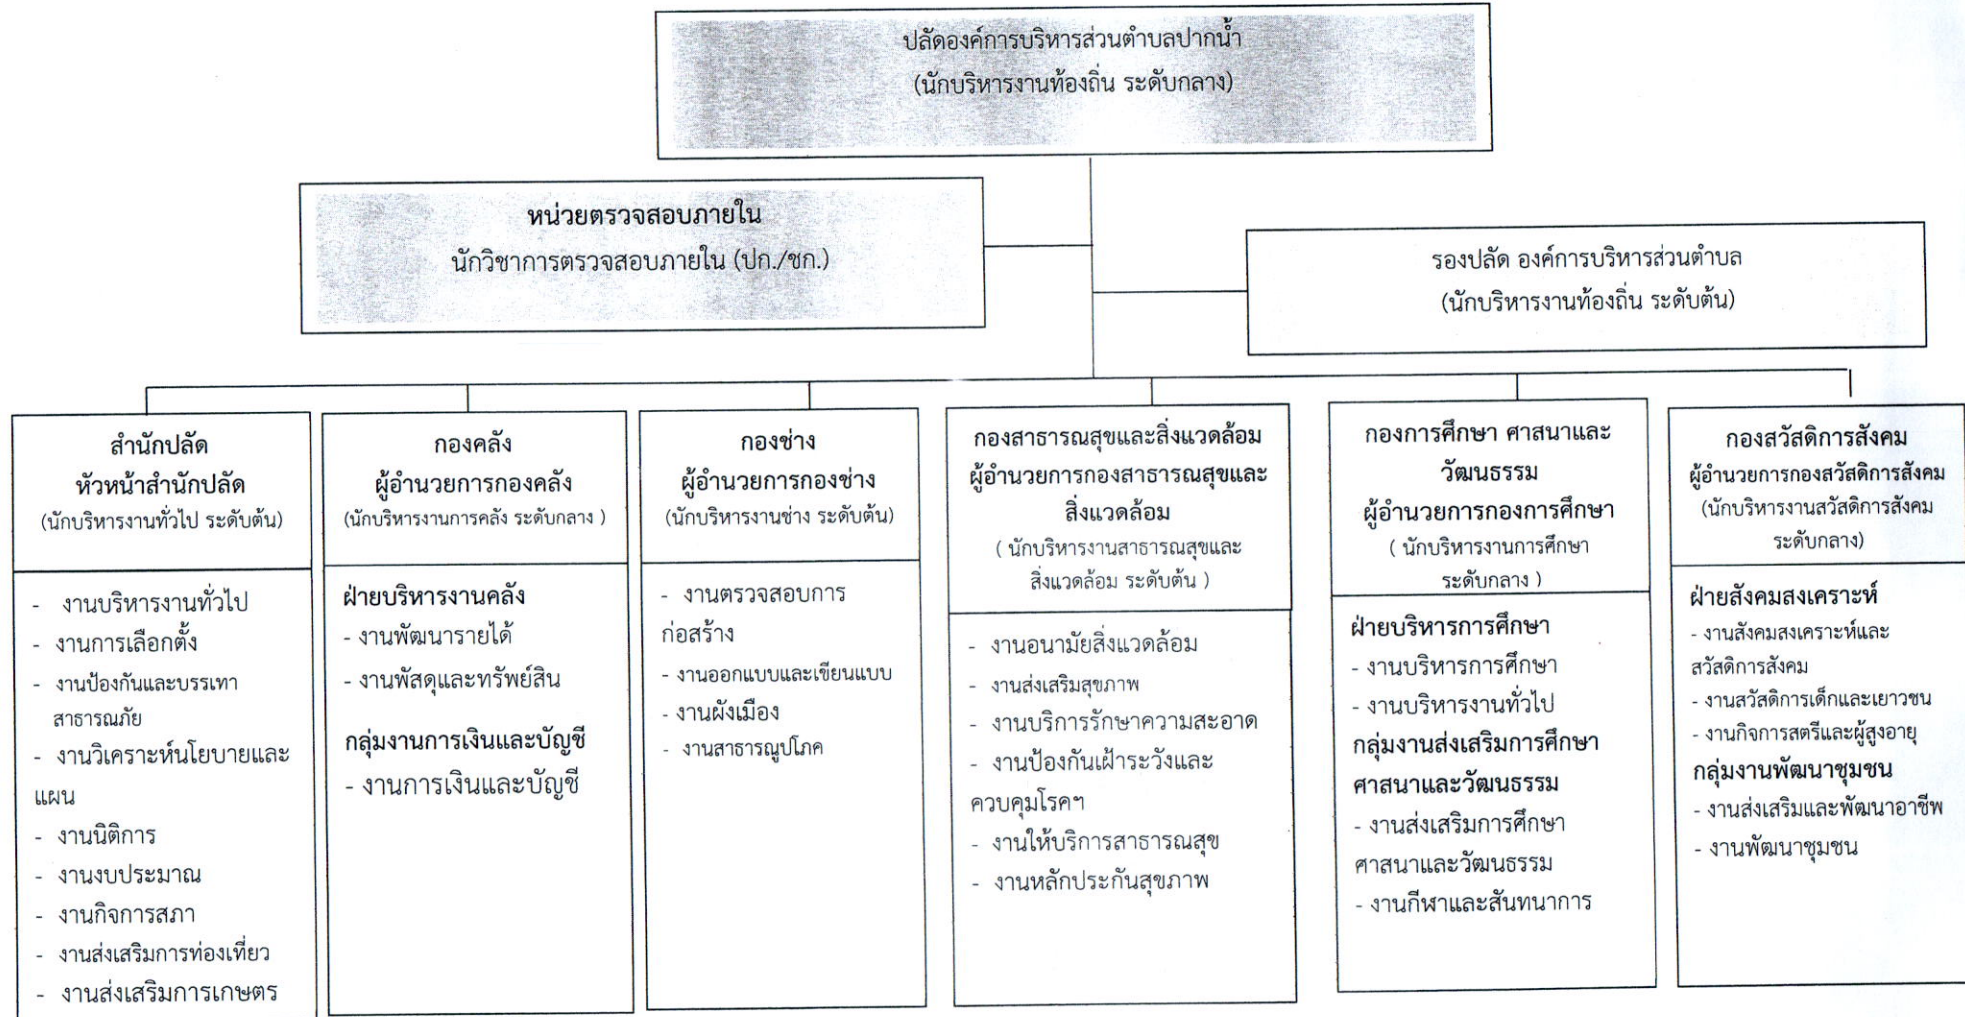 ปลัดองค์การบริหารส่วนตำบลปากน้ำ
(นักบริหารงานท้องถิ่น ระดับกลาง)
หน่วยตรวจสอบภายใน
นักวิชาการตรวจสอบภายใน (ปก./ชก.)
รองปลัด องค์การบริหารส่วนตำบล
(นักบริหารงานท้องถิ่น ระดับต้น)
สำนักปลัด
หัวหน้าสำนักปลัด
(นักบริหารงานทั่วไป ระดับต้น)
- งานบริหารงานทั่วไป
- งานการเลือกตั้ง
- งานป้องกันและบรรเทา
สาธารณภัย
- งานวิเคราะห์นโยบายและ
แผน
- งานนิติการ
- งานงบประมาณ
- งานกิจการสภา
- งานส่งเสริมการท่องเที่ยว
- งานส่งเสริมการเกษตร
กองคลัง
ผู้อำนวยการกองคลัง
(นักบริหารงานการคลัง ระดับกลาง )
ฝ่ายบริหารงานคลัง
- งานพัฒนารายได้
- งานพัสดุและทรัพย์สิน
กลุ่มงานการเงินและบัญชี
- งานการเงินและบัญชี
กองช่าง
ผู้อำนวยการกองช่าง
(นักบริหารงานช่าง ระดับต้น)
- งานตรวจสอบการ
ก่อสร้าง
- งานออกแบบและเขียนแบบ
- งานผังเมือง
- งานสาธารณูปโภค
กองสาธารณสุขและสิ่งแวดล้อม
ผู้อำนวยการกองสาธารณสุขและ
สิ่งแวดล้อม
( นักบริหารงานสาธารณสุขและ
สิ่งแวดล้อม ระดับต้น )
- งานอนามัยสิ่งแวดล้อม
- งานส่งเสริมสุขภาพ
- งานบริการรักษาความสะอาด
- งานป้องกันเฝ้าระวังและ
ควบคุมโรคฯ
- งานให้บริการสาธารณสุข
- งานหลักประกันสุขภาพ
กองการศึกษา ศาสนาและ
วัฒนธรรม
ผู้อำนวยการกองการศึกษา
( นักบริหารงานการศึกษา
ระดับกลาง )
ฝ่ายบริหารการศึกษา
- งานบริหารการศึกษา
- งานบริหารงานทั่วไป
กลุ่มงานส่งเสริมการศึกษา
ศาสนาและวัฒนธรรม
- งานส่งเสริมการศึกษา
ศาสนาและวัฒนธรรม
- งานกีฬาและสันทนาการ
กองสวัสดิการสังคม
ผู้อำนวยการกองสวัสดิการสังคม
(นักบริหารงานสวัสดิการสังคม
ระดับกลาง)
ฝ่ายสังคมสงเคราะห์
- งานสังคมสงเคราะห์และ
สวัสดิการสังคม
- งานสวัสดิการเด็กและเยาวชน
- งานกิจการสตรีและผู้สูงอายุ
กลุ่มงานพัฒนาชุมชน
- งานส่งเสริมและพัฒนาอาชีพ
- งานพัฒนาชุมชน